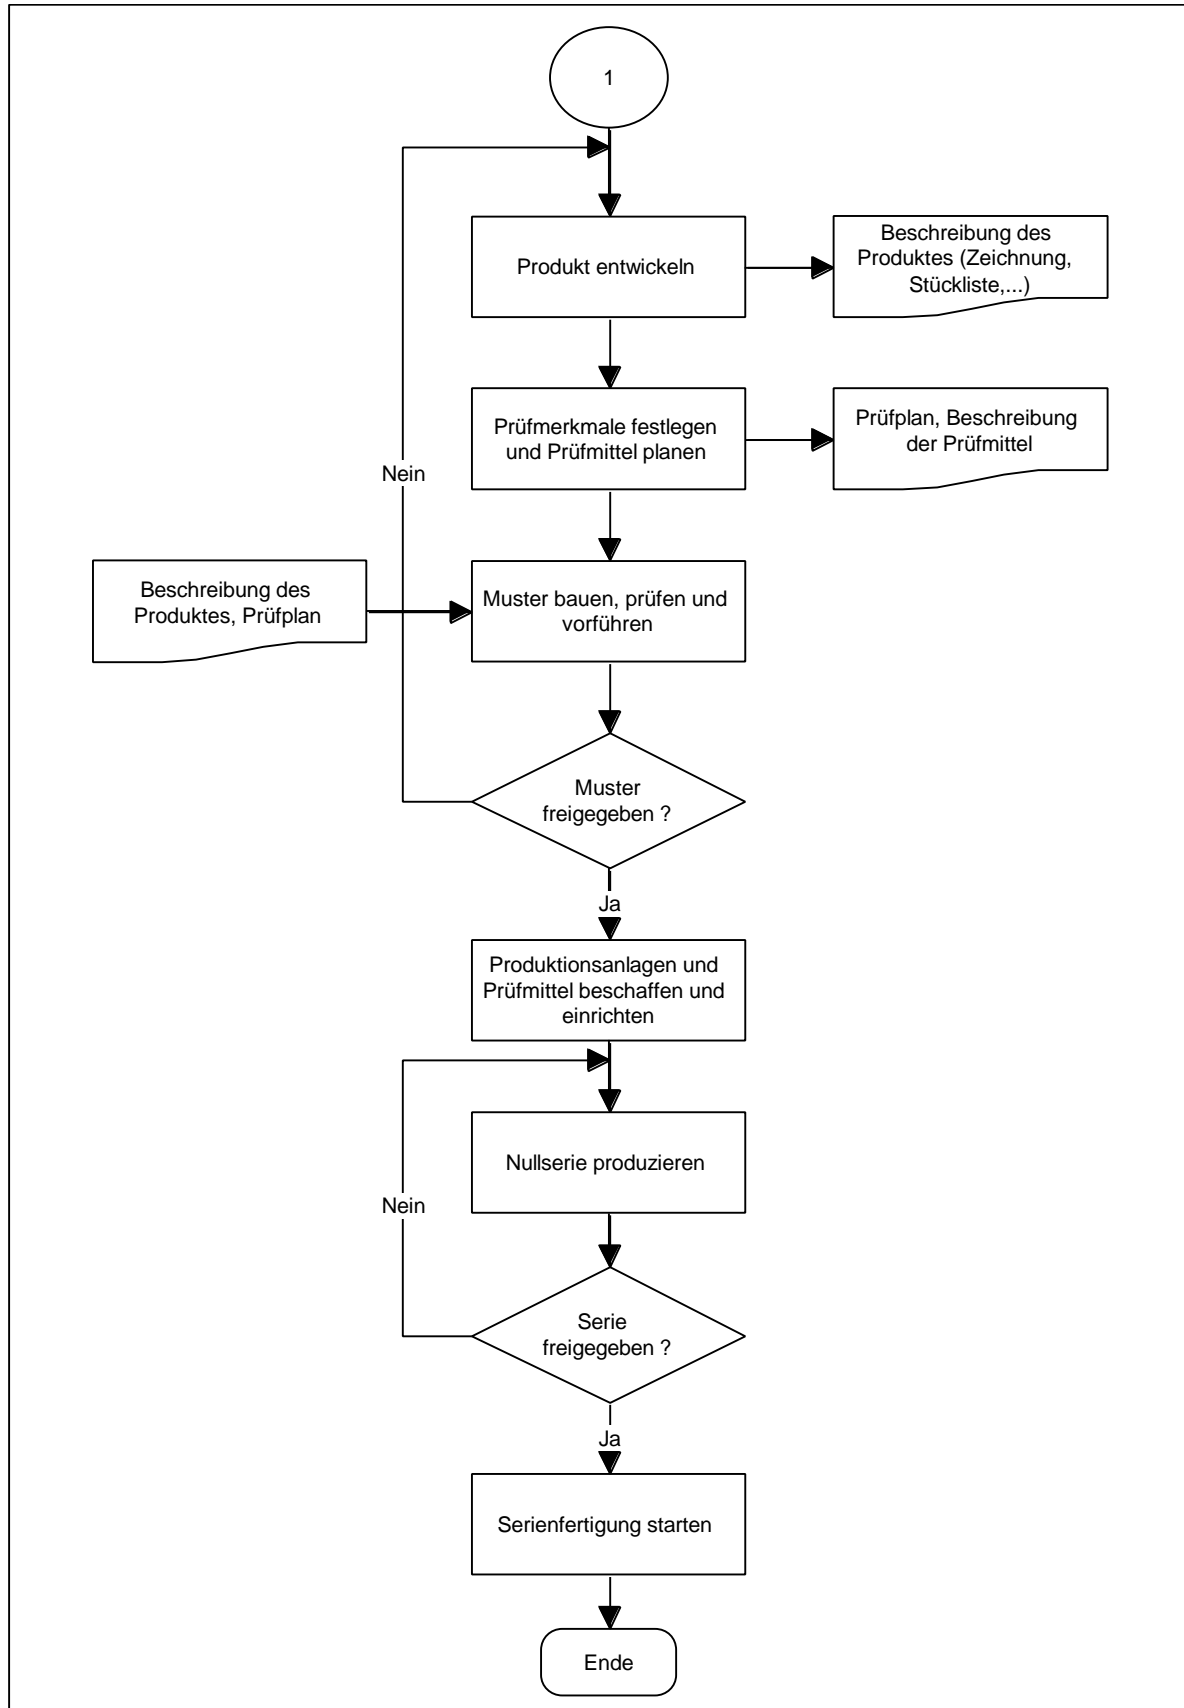 1
Produkt entwickeln
Beschreibung des
Produktes (Zeichnung,
Stückliste,...)
Prüfmerkmale festlegen
und Prüfmittel planen
Prüfplan, Beschreibung
der Prüfmittel
Nein
Beschreibung des
Produktes, Prüfplan
Muster bauen, prüfen und
vorführen
Muster
freigegeben ?
Ja
Produktionsanlagen und
Prüfmittel beschaffen und
einrichten
Nullserie produzieren
Nein
Serie
freigegeben ?
Ja
Serienfertigung starten
Ende